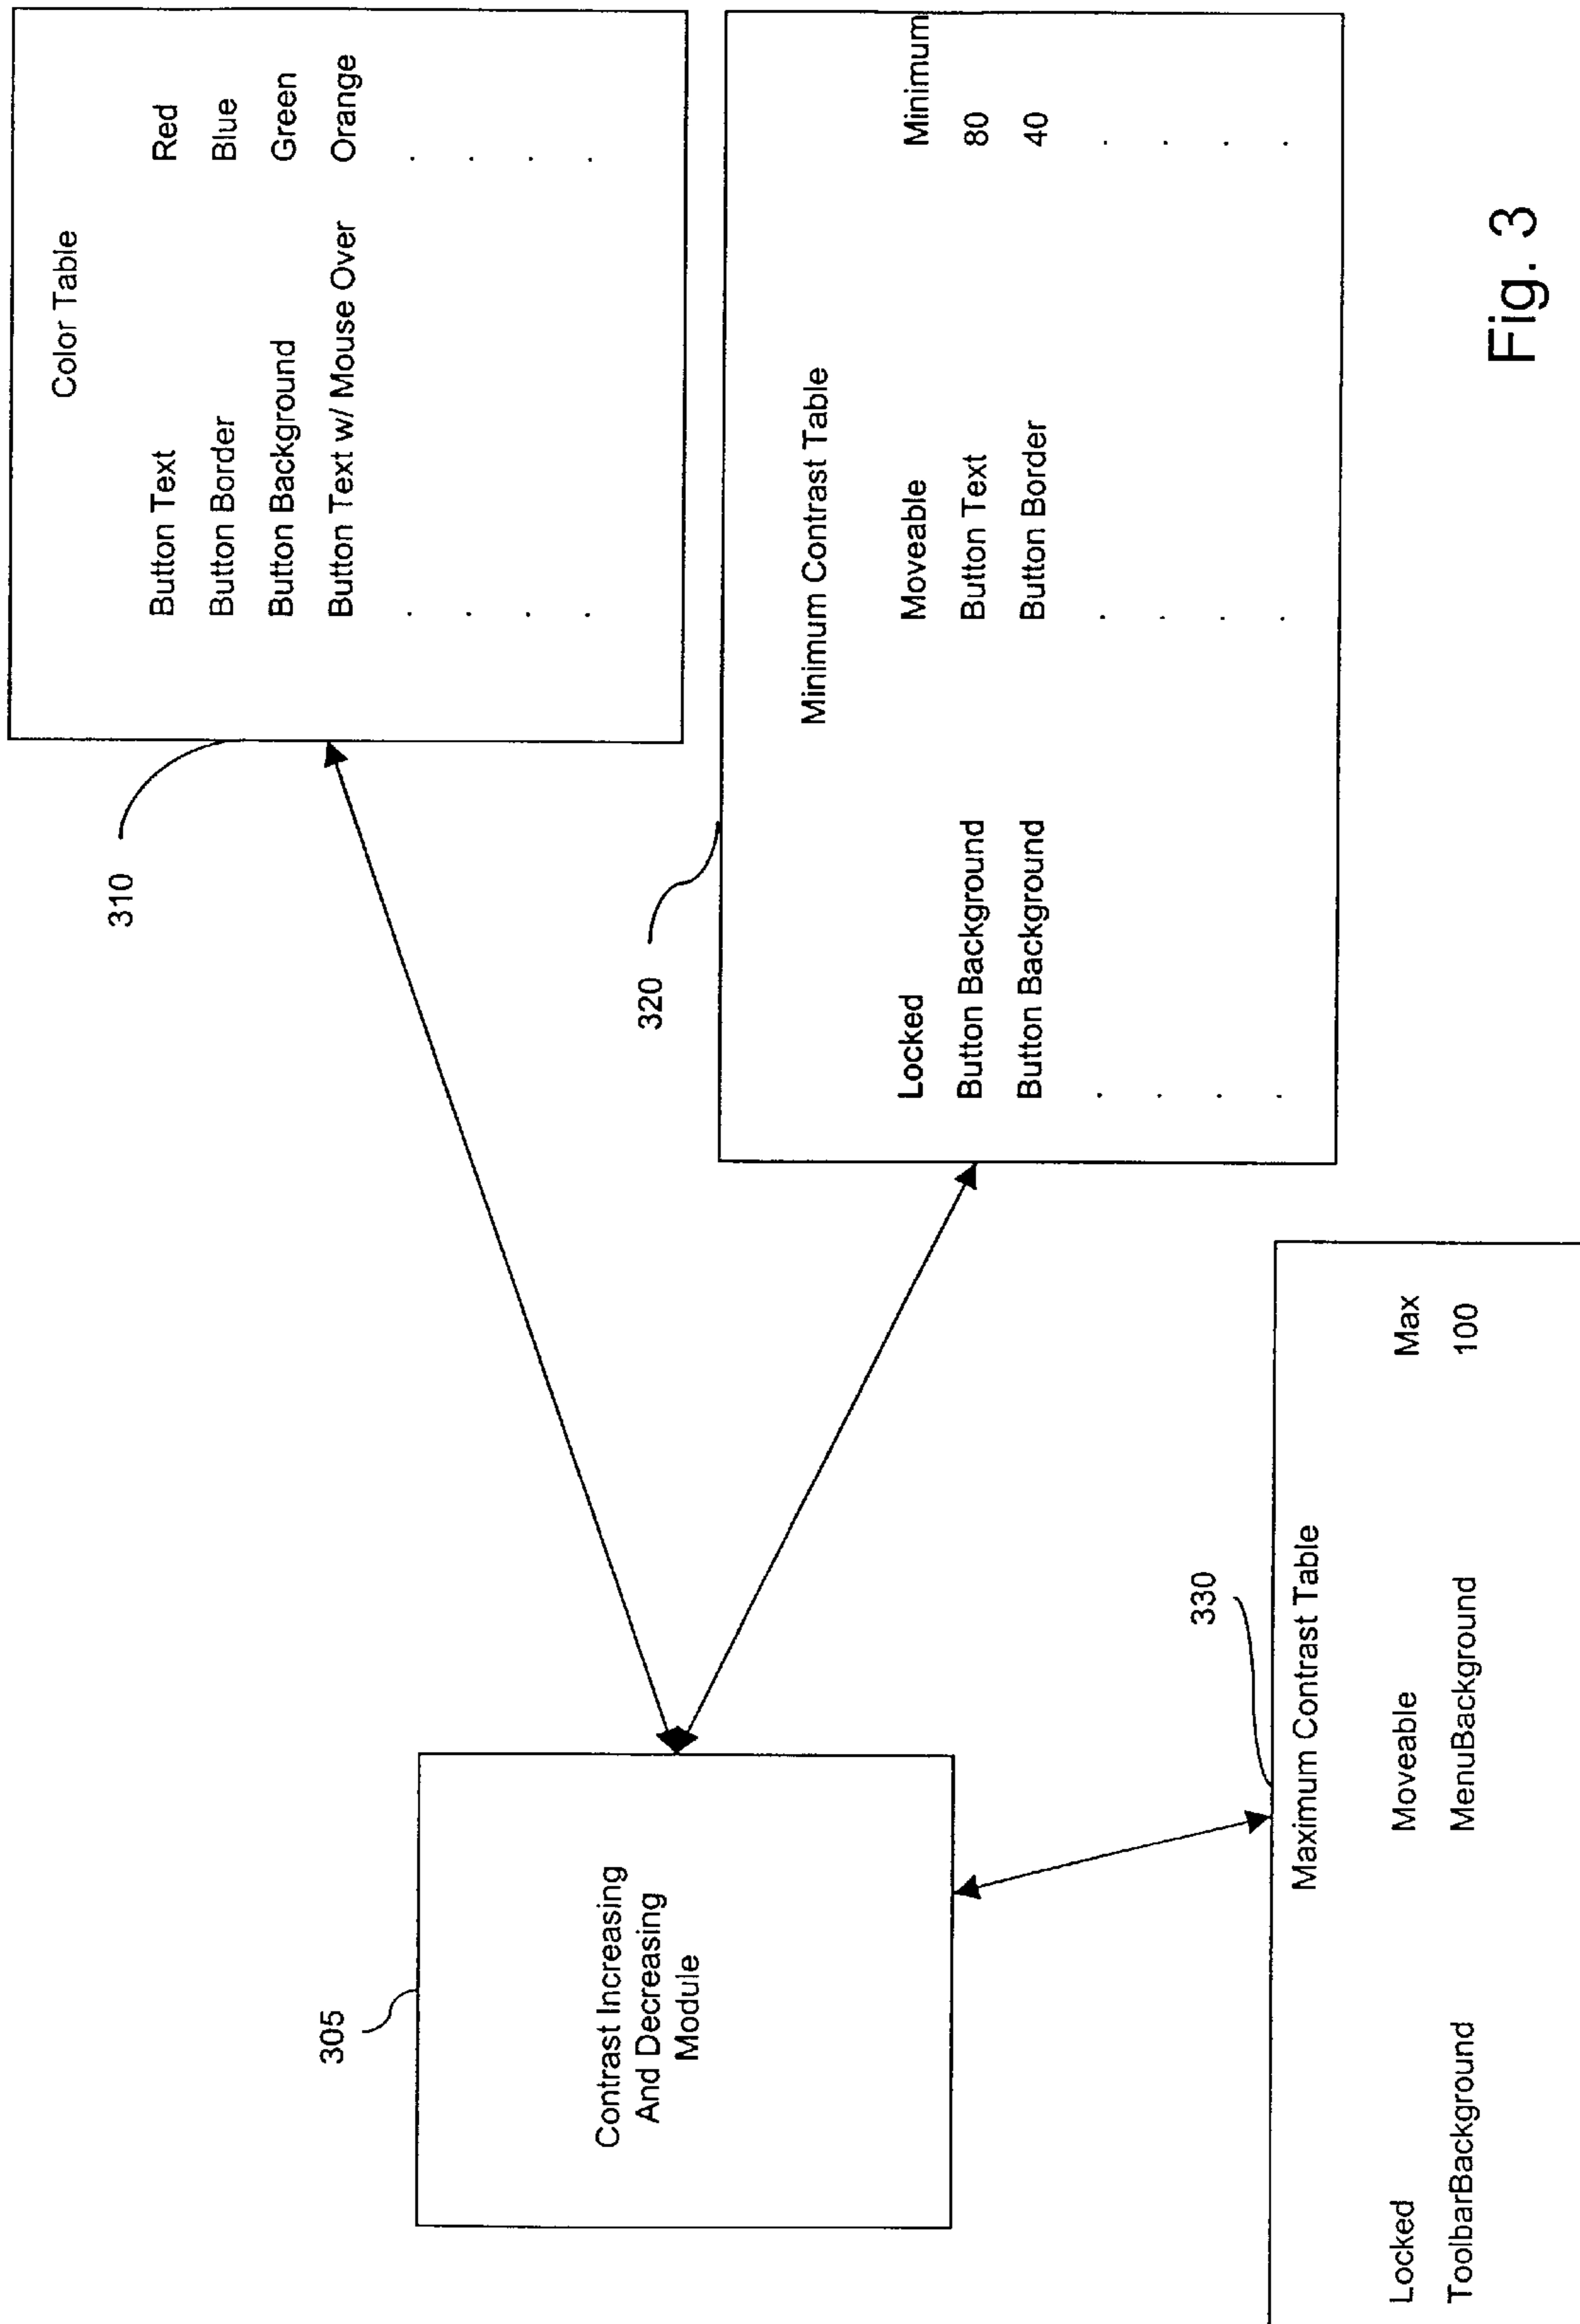 305
Contrast Increasing
And Decreasing
Module
310
Color Table
Button Text Red
Button Border Blue
Button Background Green
Button Text w/ Mouse Over Orange
. .
. .
. .
. .
320
Minimum Contrast Table
Locked Moveable Minimum
Button Background Button Text 80
Button Background Button Border 40
. . .
. . .
. . .
. . .
330
Maximum Contrast Table
Locked Moveable Max
ToolbarBackground MenuBackground 100
Fig. 3